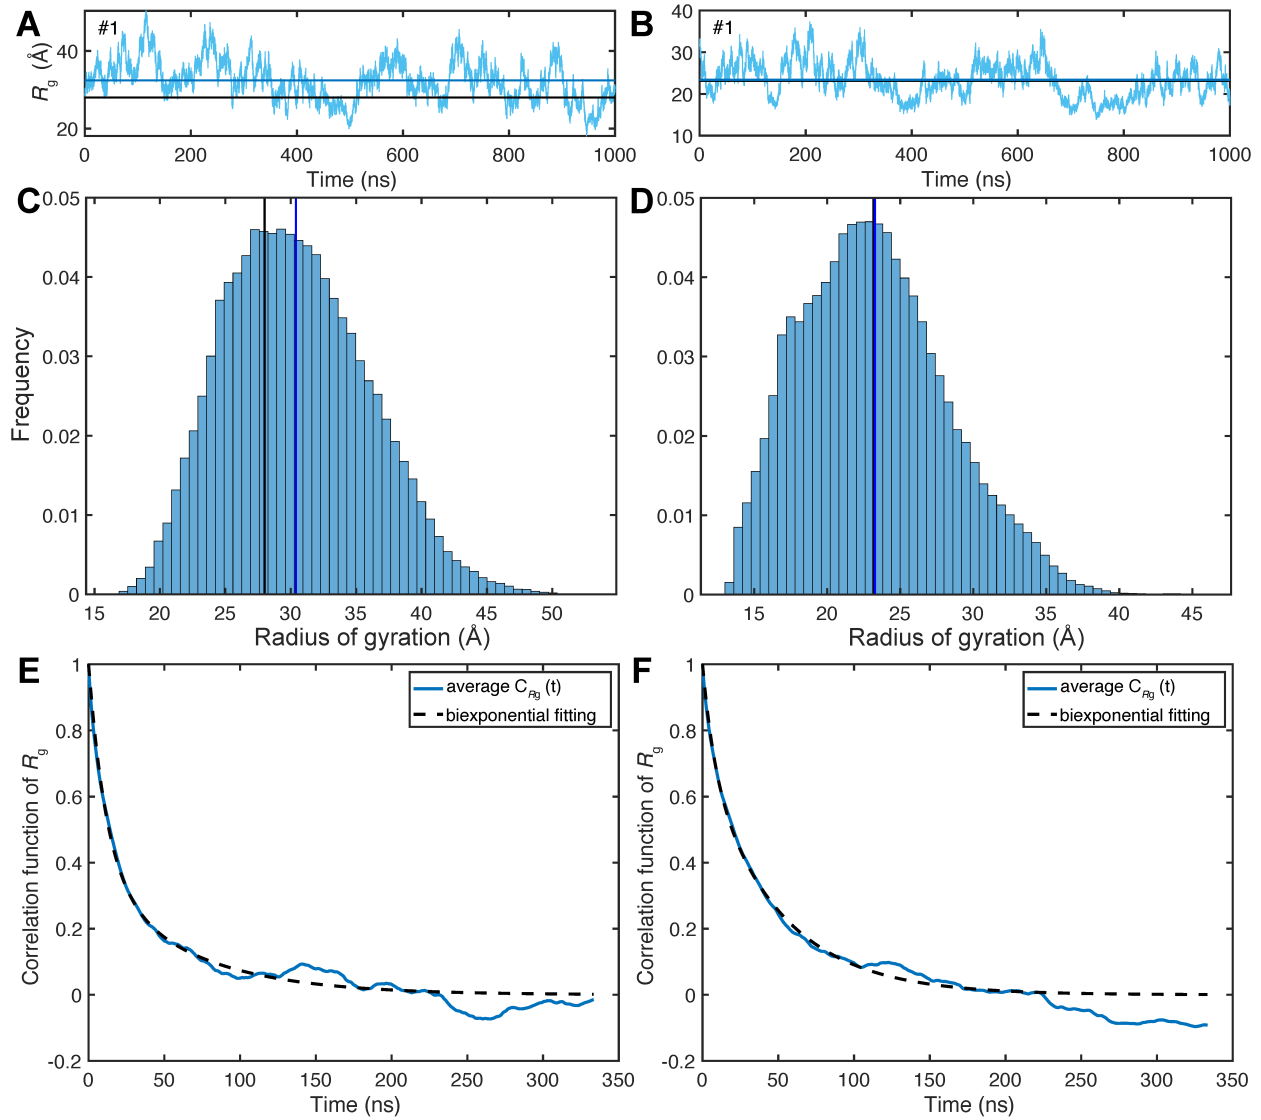 A
#1
40
20
R_g (Å)
0 200 400 600 800 1000
Time (ns)
B
#1
40
30
20
10
0 200 400 600 800 1000
Time (ns)
C
0.05
0.04
0.03
0.02
0.01
0
Frequency
15 20 25 30 35 40 45 50
Radius of gyration (Å)
D
0.05
0.04
0.03
0.02
0.01
0
15 20 25 30 35 40 45
Radius of gyration (Å)
E
1
0.8
0.6
0.4
0.2
0
-0.2
Correlation function of R_g
average C_Rg (t)
biexponential fitting
0 50 100 150 200 250 300 350
Time (ns)
F
1
0.8
0.6
0.4
0.2
0
-0.2
Correlation function of R_g
average C_Rg (t)
biexponential fitting
0 50 100 150 200 250 300 350
Time (ns)